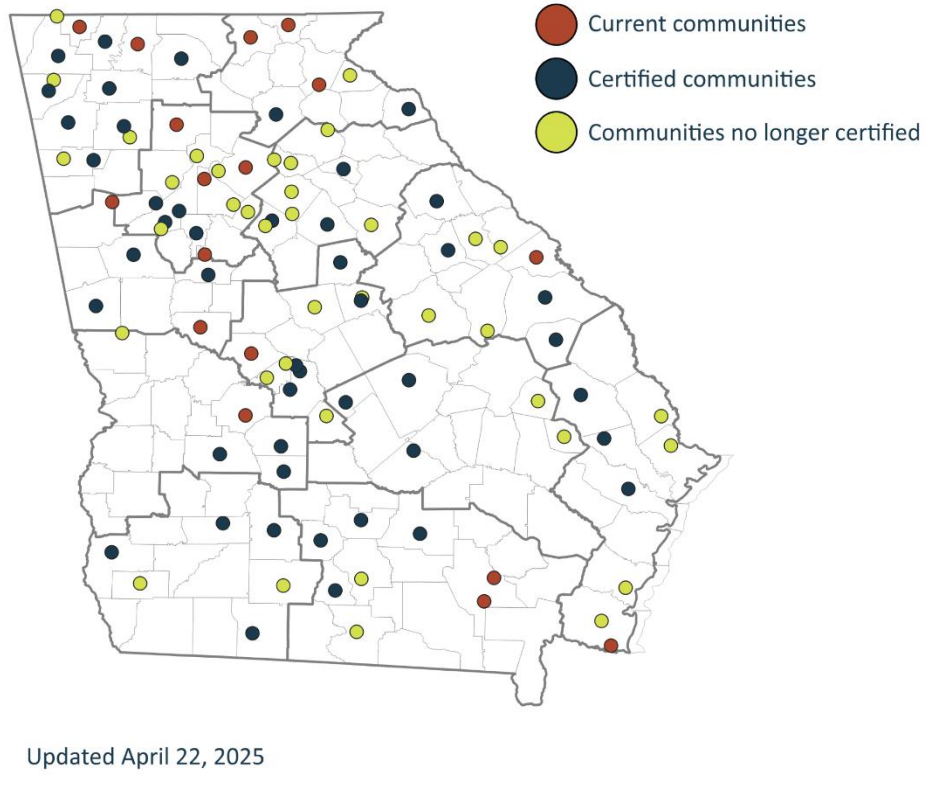 Current communities
Certified communities
Communities no longer certified
Updated April 22, 2025